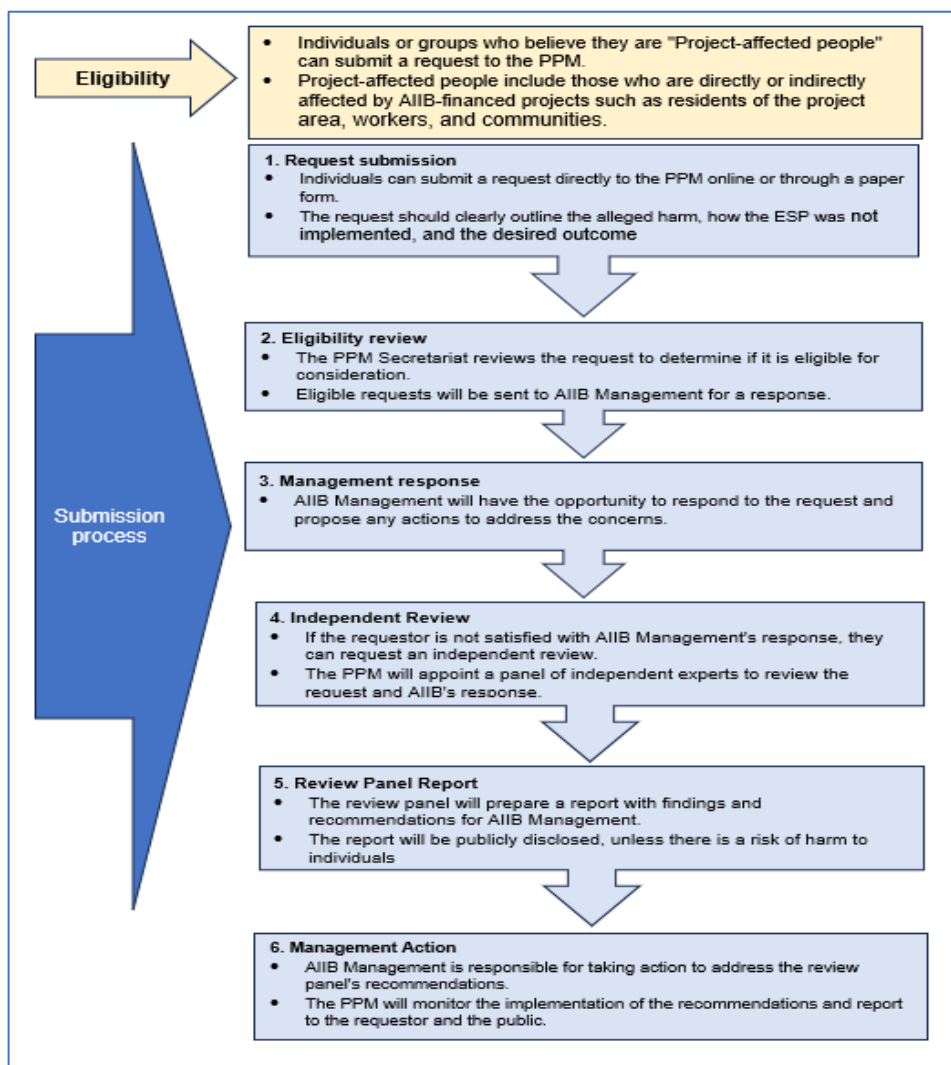 Eligibility
• Individuals or groups who believe they are "Project-affected people"
can submit a request to the PPM.
• Project-affected people include those who are directly or indirectly
affected by AIIB-financed projects such as residents of the project
area, workers, and communities.
Submission
process
1. Request submission
• Individuals can submit a request directly to the PPM online or through a paper
form.
• The request should clearly outline the alleged harm, how the ESP was not
implemented, and the desired outcome
2. Eligibility review
• The PPM Secretariat reviews the request to determine if it is eligible for
consideration.
• Eligible requests will be sent to AIIB Management for a response.
3. Management response
• AIIB Management will have the opportunity to respond to the request and
propose any actions to address the concerns.
4. Independent Review
• If the requestor is not satisfied with AIIB Management's response, they
can request an independent review.
• The PPM will appoint a panel of independent experts to review the
request and AIIB's response.
5. Review Panel Report
• The review panel will prepare a report with findings and
recommendations for AIIB Management.
• The report will be publicly disclosed, unless there is a risk of harm to
individuals
6. Management Action
• AIIB Management is responsible for taking action to address the review
panel's recommendations.
• The PPM will monitor the implementation of the recommendations and report
to the requestor and the public.